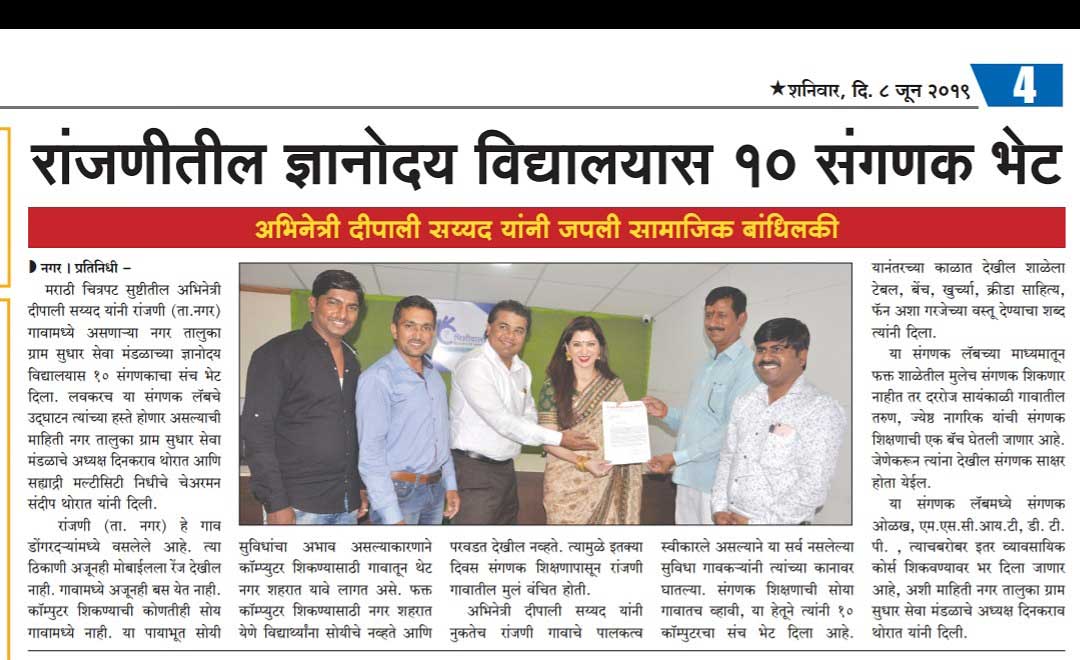 ★शनिवार, दि. ८ जून २०१९
4
रांजणीतील ज्ञानोदय विद्यालयास १० संगणक भेट
अभिनेत्री दीपाली सय्यद यांनी जपली सामाजिक बांधिलकी
◗ नगर । प्रतिनिधी –
मराठी चित्रपट सुष्टीतील अभिनेत्री
दीपाली सय्यद यांनी रांजणी (ता.नगर)
गावामध्ये असणाऱ्या नगर तालुका
ग्राम सुधार सेवा मंडळाच्या ज्ञानोदय
विद्यालयास १० संगणकाचा संच भेट
दिला. लवकरच या संगणक लॅबचे
उद्घाटन त्यांच्या हस्ते होणार असल्याची
माहिती नगर तालुका ग्राम सुधार सेवा
मंडळाचे अध्यक्ष दिनकराव थोरात आणि
सह्याद्री मल्टीसिटी निधीचे चेअरमन
संदीप थोरात यांनी दिली.
रांजणी (ता. नगर) हे गाव
डोंगरदऱ्यांमध्ये वसलेले आहे. त्या
ठिकाणी अजूनही मोबाईलला रेंज देखील
नाही. गावामध्ये अजूनही बस येत नाही.
कॉम्पुटर शिकण्याची कोणतीही सोय
गावामध्ये नाही. या पायाभूत सोयी
सुविधांचा अभाव असल्याकारणाने
कॉम्प्युटर शिकण्यासाठी गावातून थेट
नगर शहरात यावे लागत असे. फक्त
कॉम्प्युटर शिकण्यासाठी नगर शहरात
येणे विद्यार्थ्यांना सोयीचे नव्हते आणि
परवडत देखील नव्हते. त्यामुळे इतक्या
दिवस संगणक शिक्षणापासून रांजणी
गावातील मुलं वंचित होती.
अभिनेत्री दीपाली सय्यद यांनी
नुकतेच रांजणी गावाचे पालकत्व
स्वीकारले असल्याने या सर्व नसलेल्या
सुविधा गावकऱ्यांनी त्यांच्या कानावर
घातल्या. संगणक शिक्षणाची सोया
गावातच व्हावी, या हेतूने त्यांनी १०
कॉम्पुटरचा संच भेट दिला आहे.
यानंतरच्या काळात देखील शाळेला
टेबल, बेंच, खुर्च्या, क्रीडा साहित्य,
फॅन अशा गरजेच्या वस्तू देण्याचा शब्द
त्यांनी दिला.
या संगणक लॅबच्या माध्यमातून
फक्त शाळेतील मुलेच संगणक शिकणार
नाहीत तर दररोज सायंकाळी गावातील
तरुण, ज्येष्ठ नागरिक यांची संगणक
शिक्षणाची एक बॅच घेतली जाणार आहे.
जेणेकरून त्यांना देखील संगणक साक्षर
होता येईल.
या संगणक लॅबमध्ये संगणक
ओळख, एम.एस.सी.आय.टी, डी. टी.
पी. , त्याचबरोबर इतर व्यावसायिक
कोर्स शिकवण्यावर भर दिला जाणार
आहे, अशी माहिती नगर तालुका ग्राम
सुधार सेवा मंडळाचे अध्यक्ष दिनकराव
थोरात यांनी दिली.